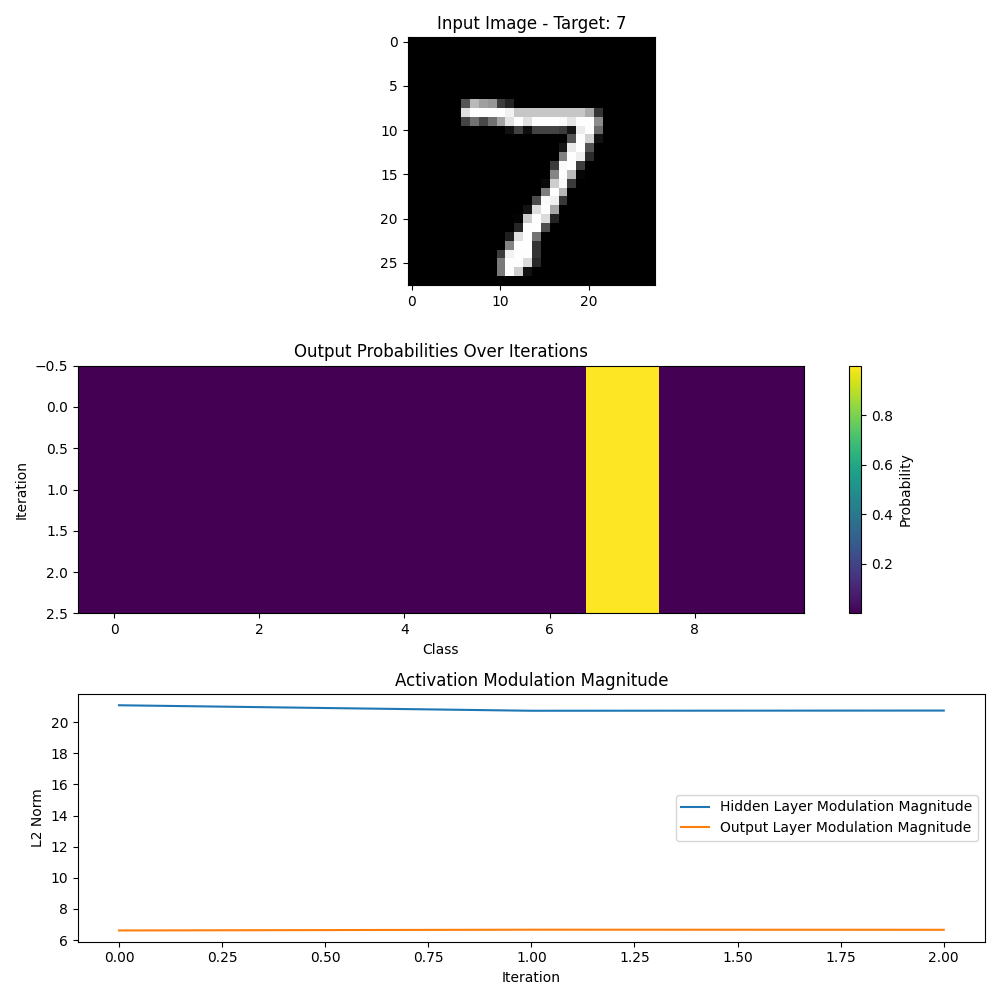 Input Image - Target: 7
0
5
10
15
20
25
0 10 20
Output Probabilities Over Iterations
−0.5
0.0
0.5
1.0
1.5
2.0
2.5
Iteration
0 2 4 6 8
Class
0.8
0.6
0.4
0.2
Probability
Activation Modulation Magnitude
20
18
16
14
12
10
8
6
L2 Norm
Hidden Layer Modulation Magnitude
Output Layer Modulation Magnitude
0.00 0.25 0.50 0.75 1.00 1.25 1.50 1.75 2.00
Iteration